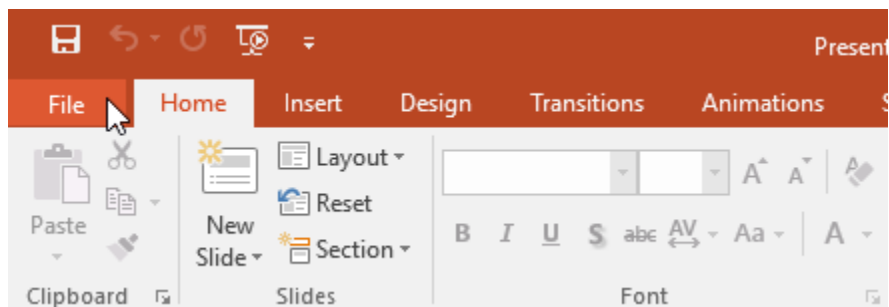 Present
File Home Insert Design Transitions Animations S
Paste
New
Slide
Layout
Reset
Section
B I U S abc AV Aa A
A A A
Clipboard Slides Font